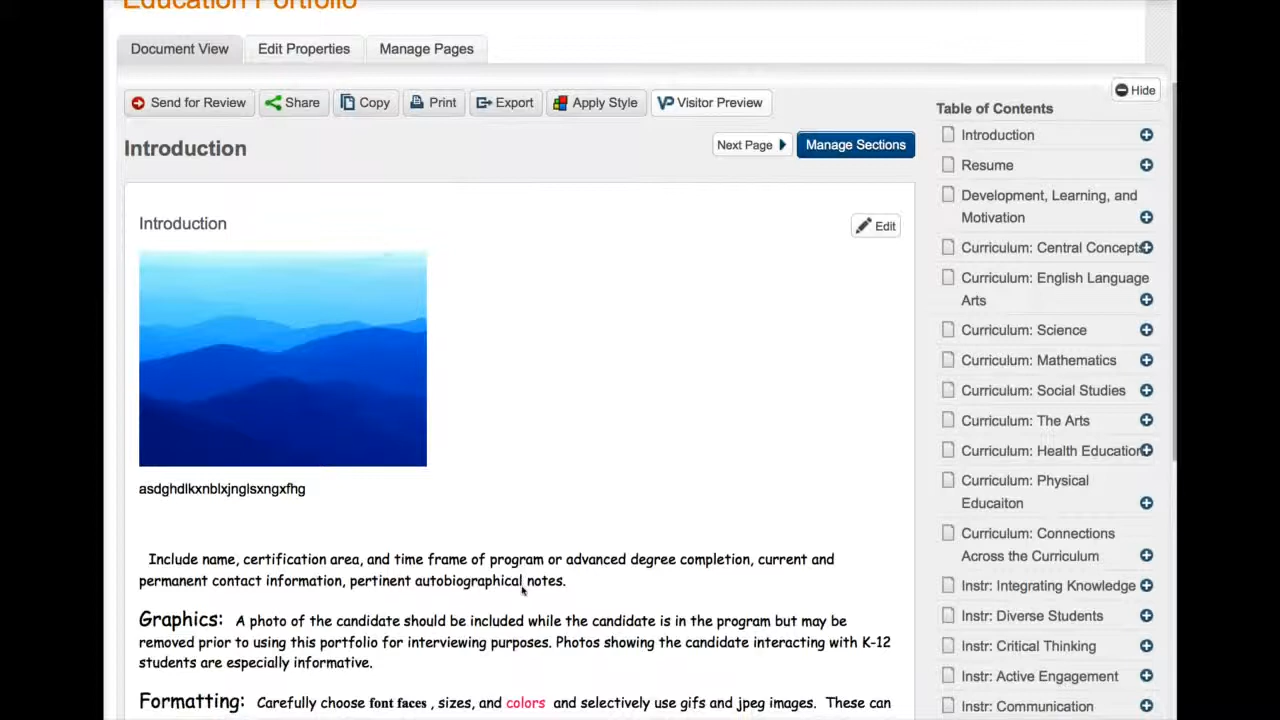 Education Portfolio
Document View
Edit Properties
Manage Pages
Hide
Send for Review
Share
Copy
Print
Export
Apply Style
VP Visitor Preview
Introduction
Next Page
Manage Sections
Introduction
Edit
asdghdlkxnblxjnglsxngxfhg
Include name, certification area, and time frame of program or advanced degree completion, current and
permanent contact information, pertinent autobiographical notes.
Graphics: A photo of the candidate should be included while the candidate is in the program but may be
removed prior to using this portfolio for interviewing purposes. Photos showing the candidate interacting with K-12
students are especially informative.
Formatting: Carefully choose font faces , sizes, and colors and selectively use gifs and jpeg images. These can
Table of Contents
Introduction
Resume
Development, Learning, and
Motivation
Curriculum: Central Concepts
Curriculum: English Language
Arts
Curriculum: Science
Curriculum: Mathematics
Curriculum: Social Studies
Curriculum: The Arts
Curriculum: Health Education
Curriculum: Physical
Educaiton
Curriculum: Connections
Across the Curriculum
Instr: Integrating Knowledge
Instr: Diverse Students
Instr: Critical Thinking
Instr: Active Engagement
Instr: Communication